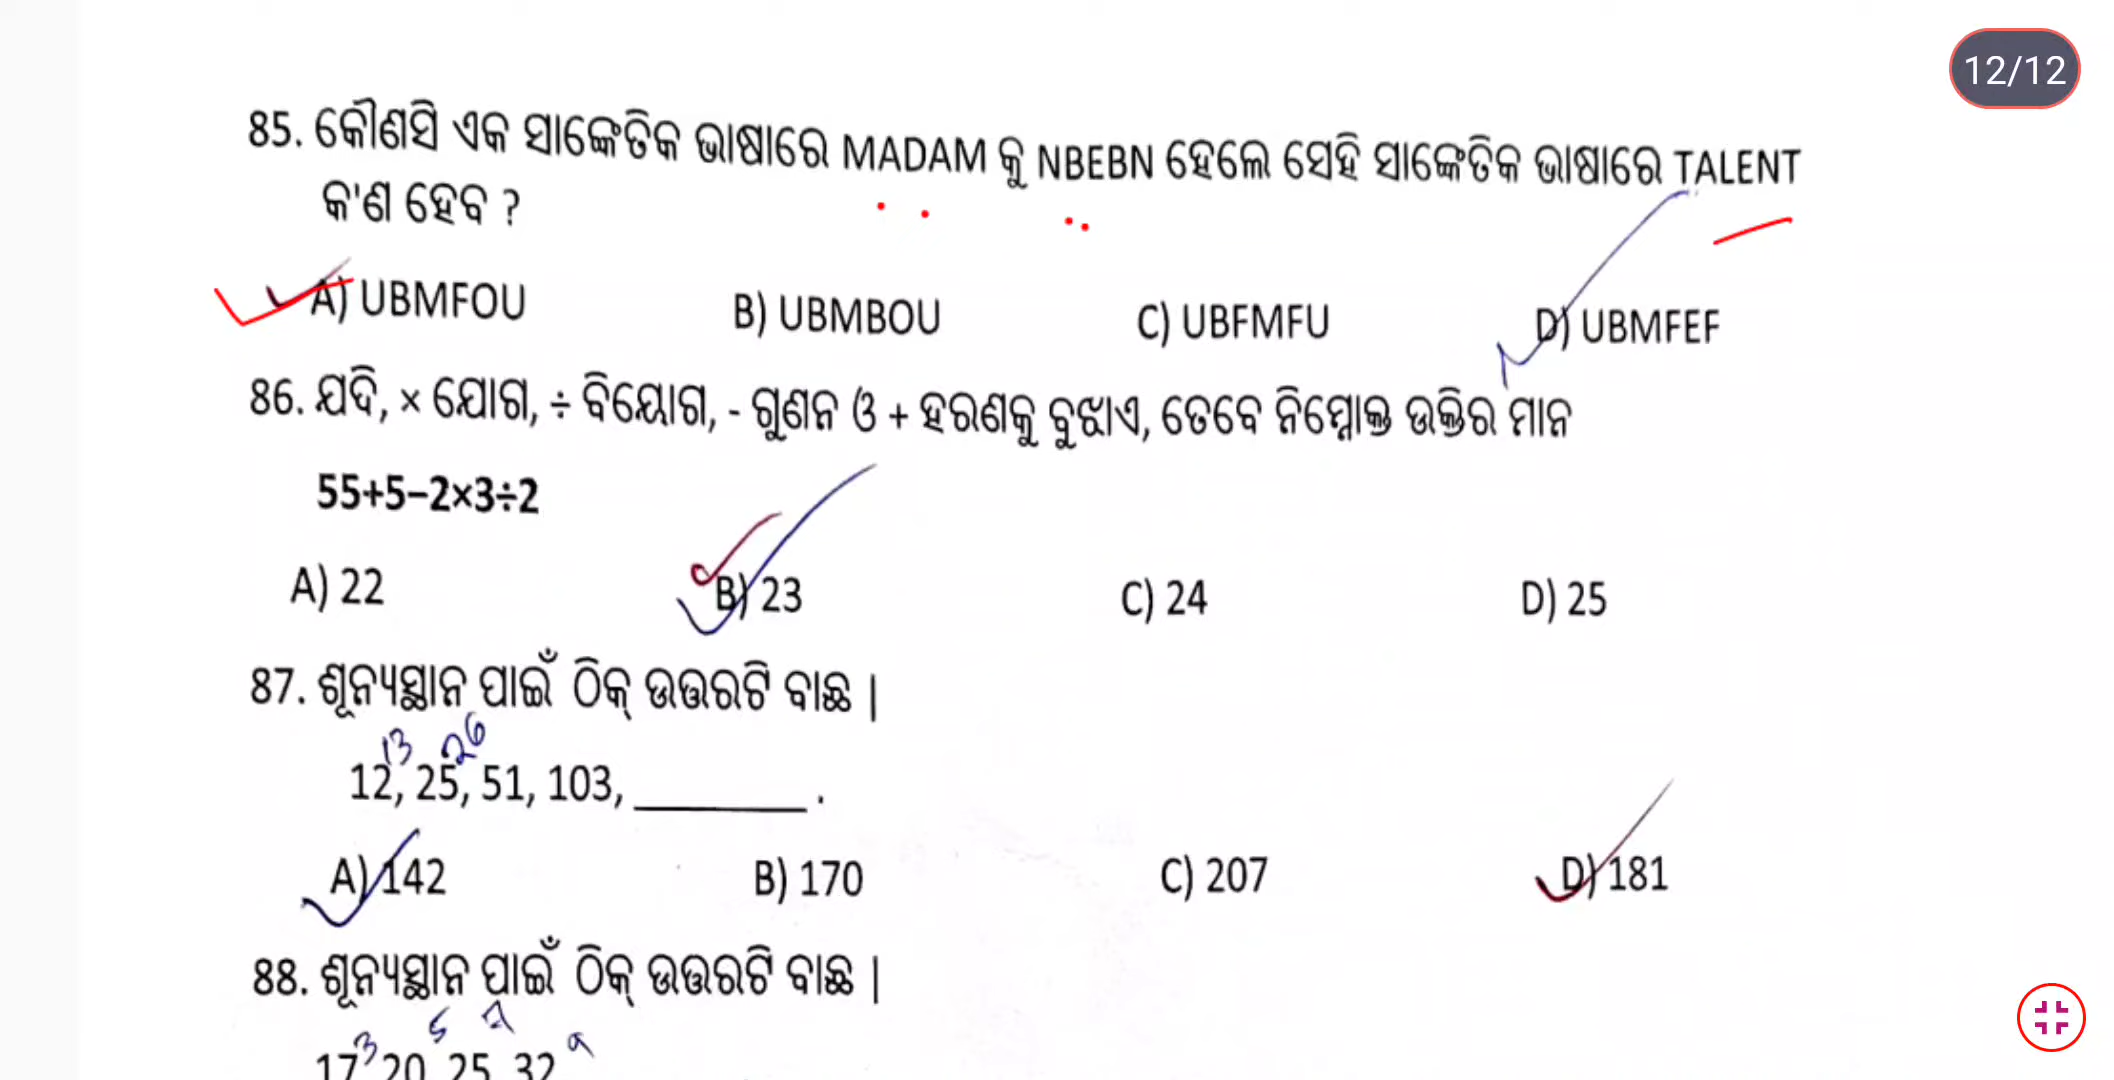 12/12
85. କୌଣସି ଏକ ସାଙ୍କେତିକ ଭାଷାରେ MADAM କୁ NBEBN ହେଲେ ସେହି ସାଙ୍କେତିକ ଭାଷାରେ TALENT
କ'ଣ ହେବ ?
A) UBMFOU B) UBMBOU C) UBFMFU D) UBMFEF
86. ଯଦି, × ଯୋଗ, ÷ ବିୟୋଗ, - ଗୁଣନ ଓ + ହରଣକୁ ବୁଝାଏ, ତେବେ ନିମ୍ନୋକ୍ତ ଉକ୍ତିର ମାନ
55+5−2×3÷2
A) 22 B) 23 C) 24 D) 25
87. ଶୂନ୍ୟସ୍ଥାନ ପାଇଁ ଠିକ୍ ଉତ୍ତରଟି ବାଛ |
13 26
12, 25, 51, 103, ________ .
A) 142 B) 170 C) 207 D) 181
88. ଶୂନ୍ୟସ୍ଥାନ ପାଇଁ ଠିକ୍ ଉତ୍ତରଟି ବାଛ |
3 5 7 9
17 20 25 32